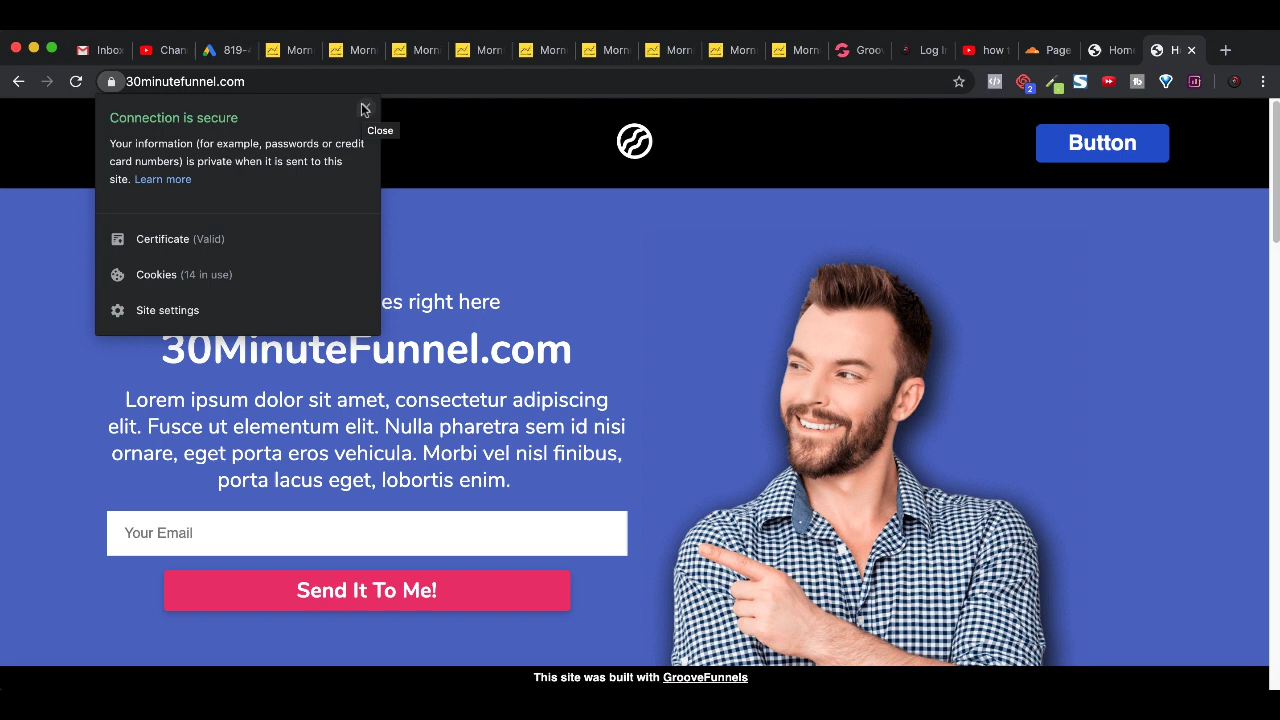 Inbox
Chan
819-
Morn
Morn
Morni
Morn
Morn
Morn
Morn
Morn
Morn
Groov
Log In
how t
Page
Home
H
30minutefunnel.com
2
Connection is secure
Close
Your information (for example, passwords or credit
card numbers) is private when it is sent to this
site. Learn more
Button
Certificate (Valid)
Cookies (14 in use)
Site settings
es right here
30MinuteFunnel.com
Lorem ipsum dolor sit amet, consectetur adipiscing
elit. Fusce ut elementum elit. Nulla pharetra sem id nisi
ornare, eget porta eros vehicula. Morbi vel nisl finibus,
porta lacus eget, lobortis enim.
Your Email
Send It To Me!
This site was built with GrooveFunnels